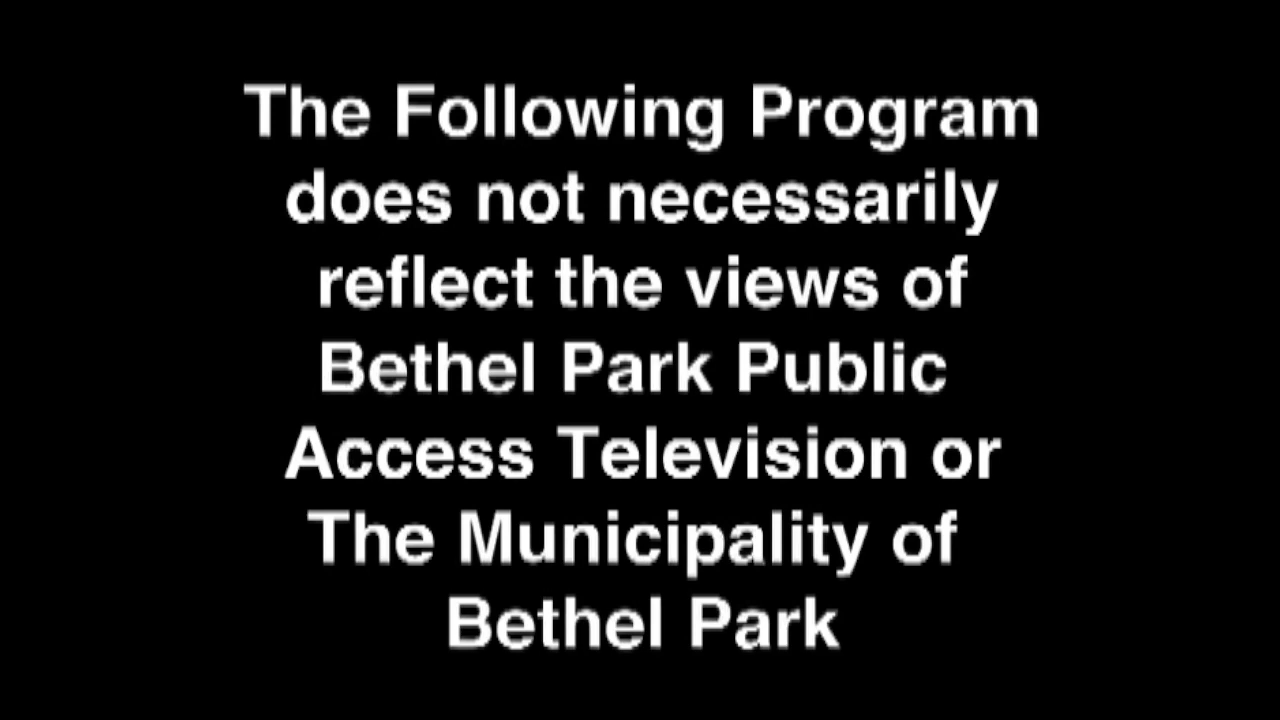 The Following Program
does not necessarily
reflect the views of
Bethel Park Public
Access Television or
The Municipality of
Bethel Park